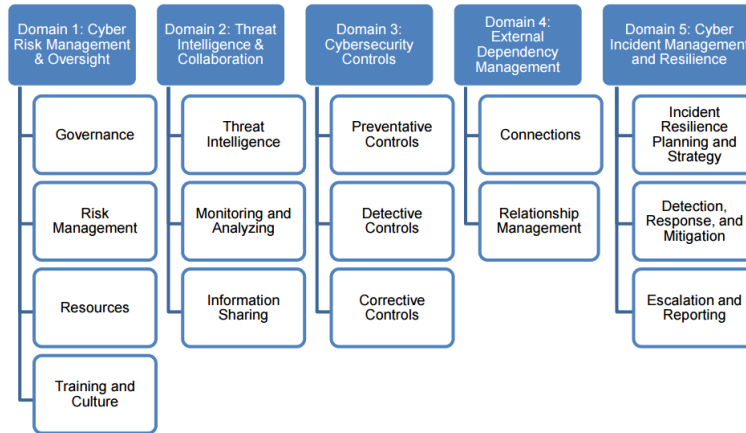 Domain 1: Cyber
Risk Management
& Oversight
Governance
Risk
Management
Resources
Training and
Culture
Domain 2: Threat
Intelligence &
Collaboration
Threat
Intelligence
Monitoring and
Analyzing
Information
Sharing
Domain 3:
Cybersecurity
Controls
Preventative
Controls
Detective
Controls
Corrective
Controls
Domain 4:
External
Dependency
Management
Connections
Relationship
Management
Domain 5: Cyber
Incident Management
and Resilience
Incident
Resilience
Planning and
Strategy
Detection,
Response, and
Mitigation
Escalation and
Reporting